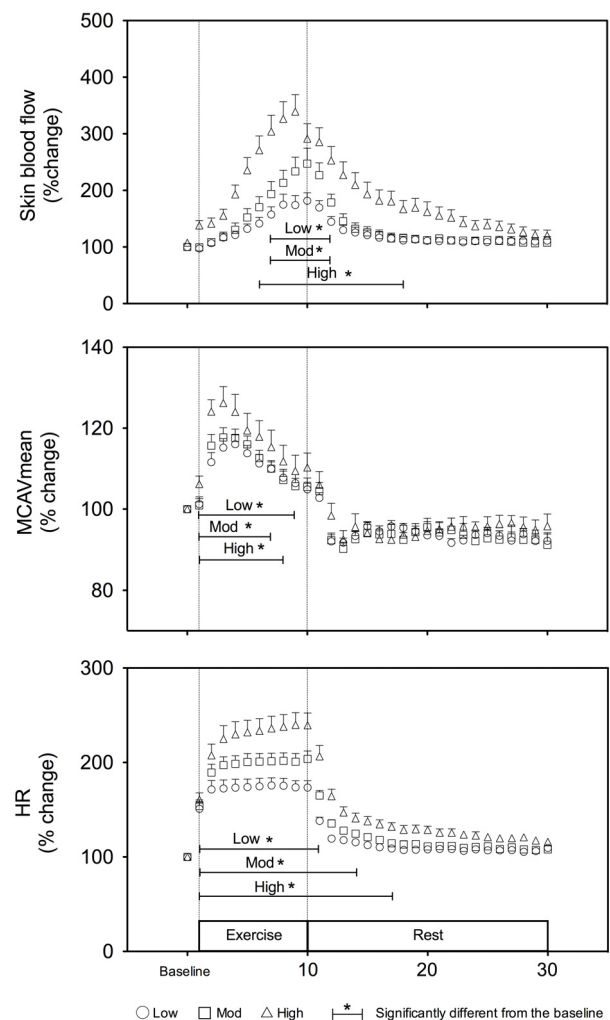 500
400
300
200
100
0
Skin blood flow
(%change)
Low *
Mod *
High *
140
120
100
80
MCAVmean
(% change)
Low *
Mod *
High *
300
200
100
0
HR
(% change)
Low *
Mod *
High *
Exercise Rest
Baseline 10 20 30
Low Mod High * Significantly different from the baseline